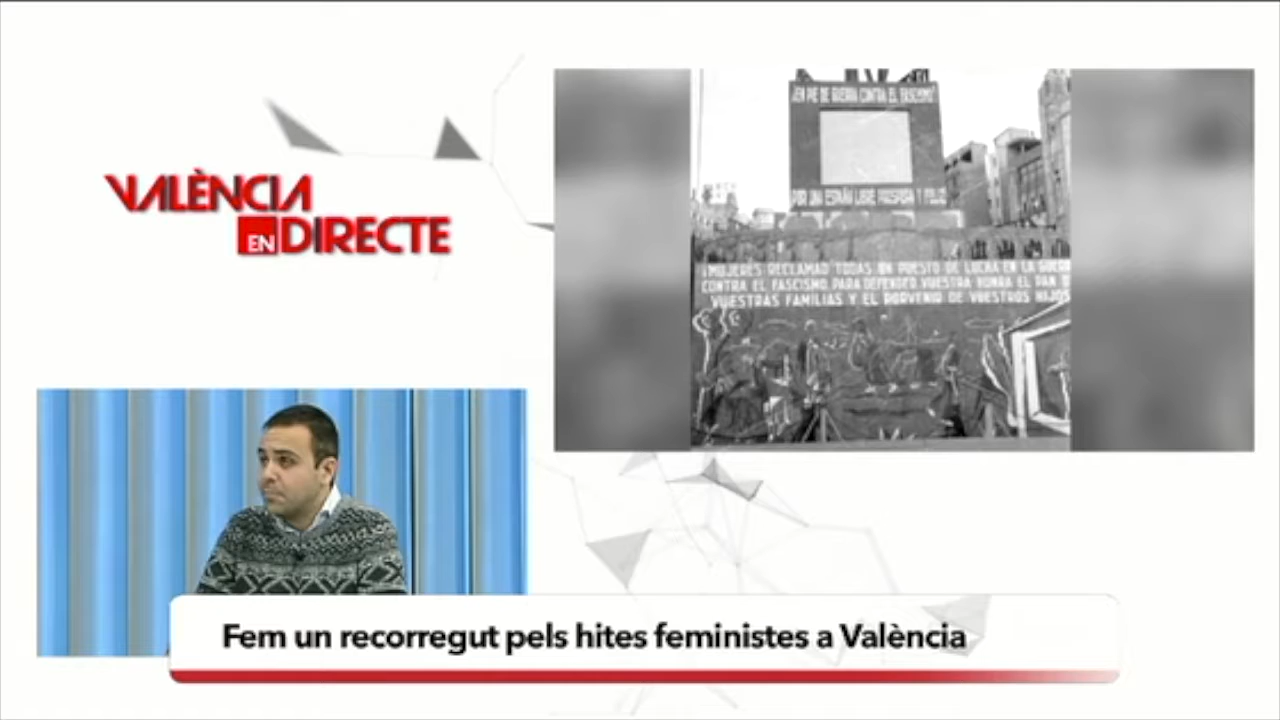 VALÈNCIA
EN DIRECTE
¡EN PIE DE GUERRA CONTRA EL FASCISMO!
POR UNA ESPAÑA LIBRE PROSPERA Y FELIZ
¡MUJERES RECLAMAD TODAS UN PUESTO DE LUCHA EN LA GUERRA
CONTRA EL FASCISMO PARA DEFENDER VUESTRA HONRA EL PAN D
VUESTRAS FAMILIAS Y EL PORVENIR DE VUESTROS HIJOS
Fem un recorregut pels hites feministes a València